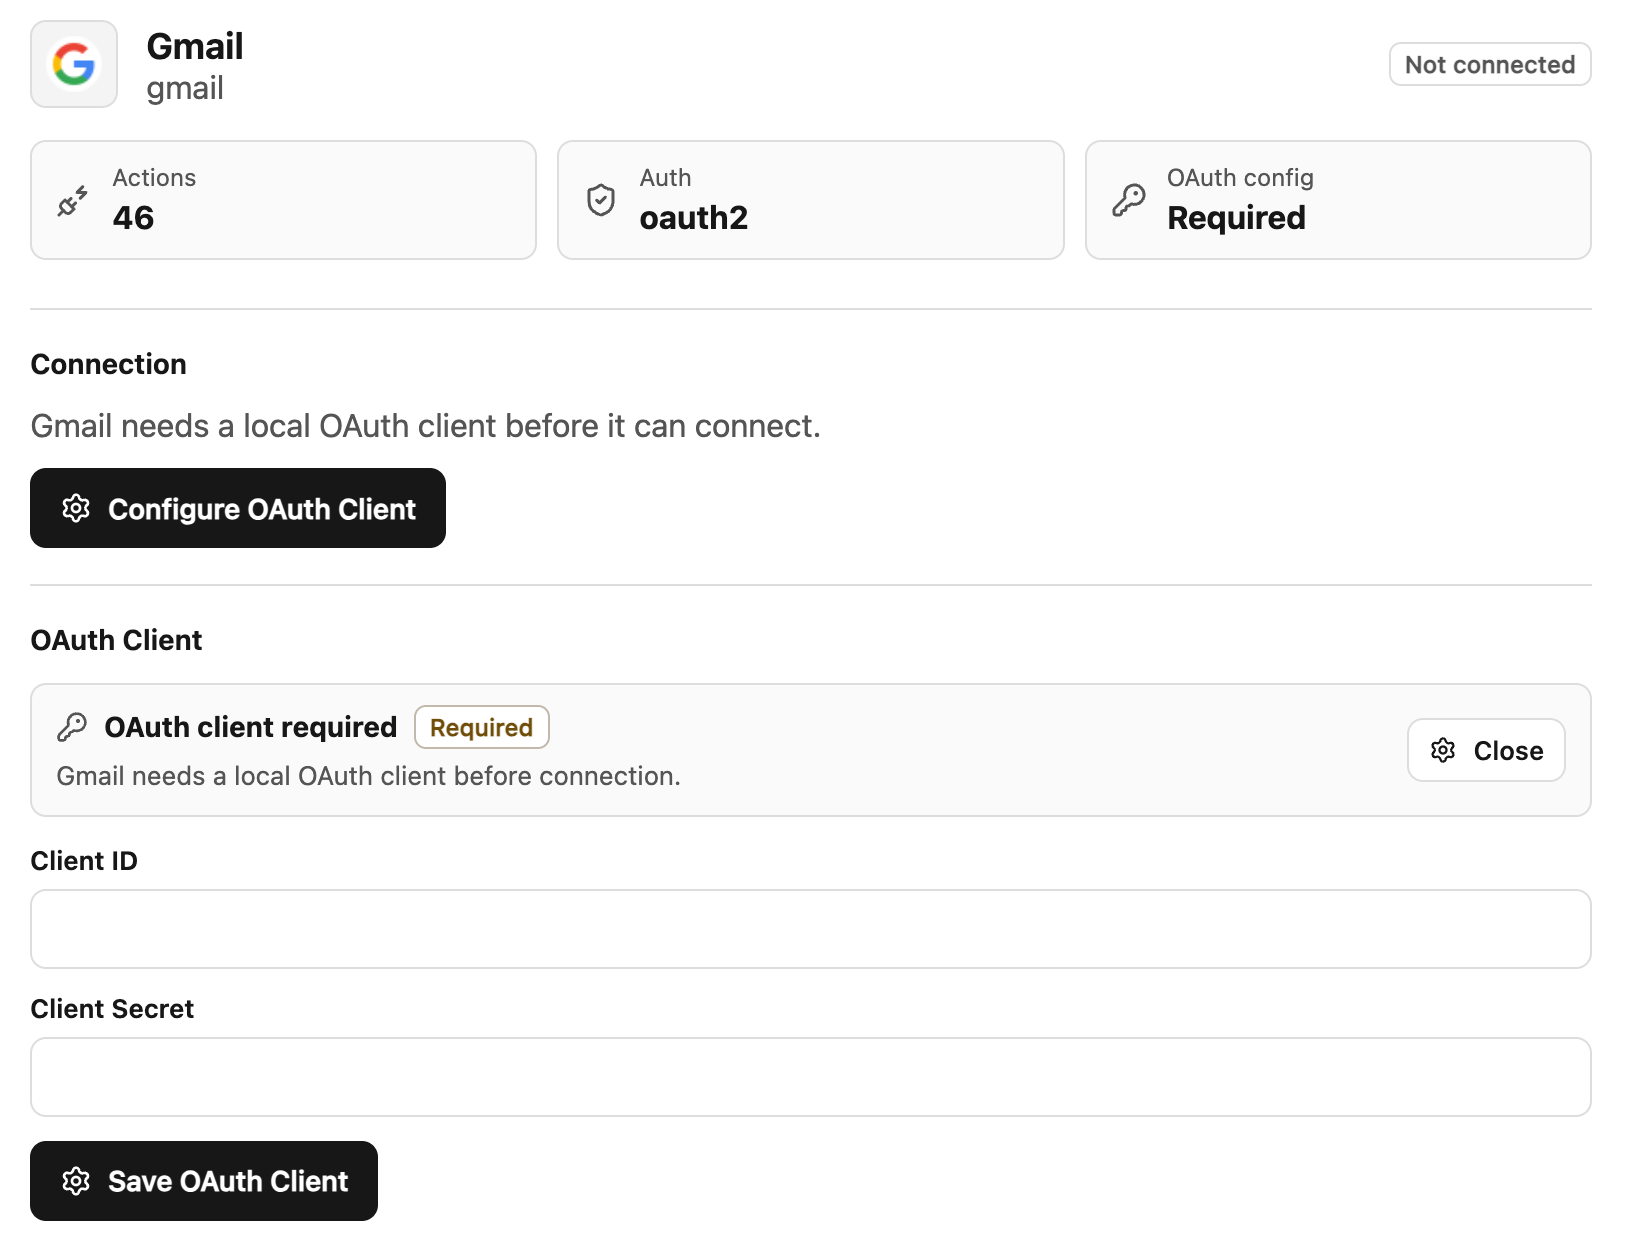 Gmail
gmail
Not connected
Actions
46
Auth
oauth2
OAuth config
Required
Connection
Gmail needs a local OAuth client before it can connect.
Configure OAuth Client
OAuth Client
OAuth client required
Required
Gmail needs a local OAuth client before connection.
Close
Client ID
Client Secret
Save OAuth Client